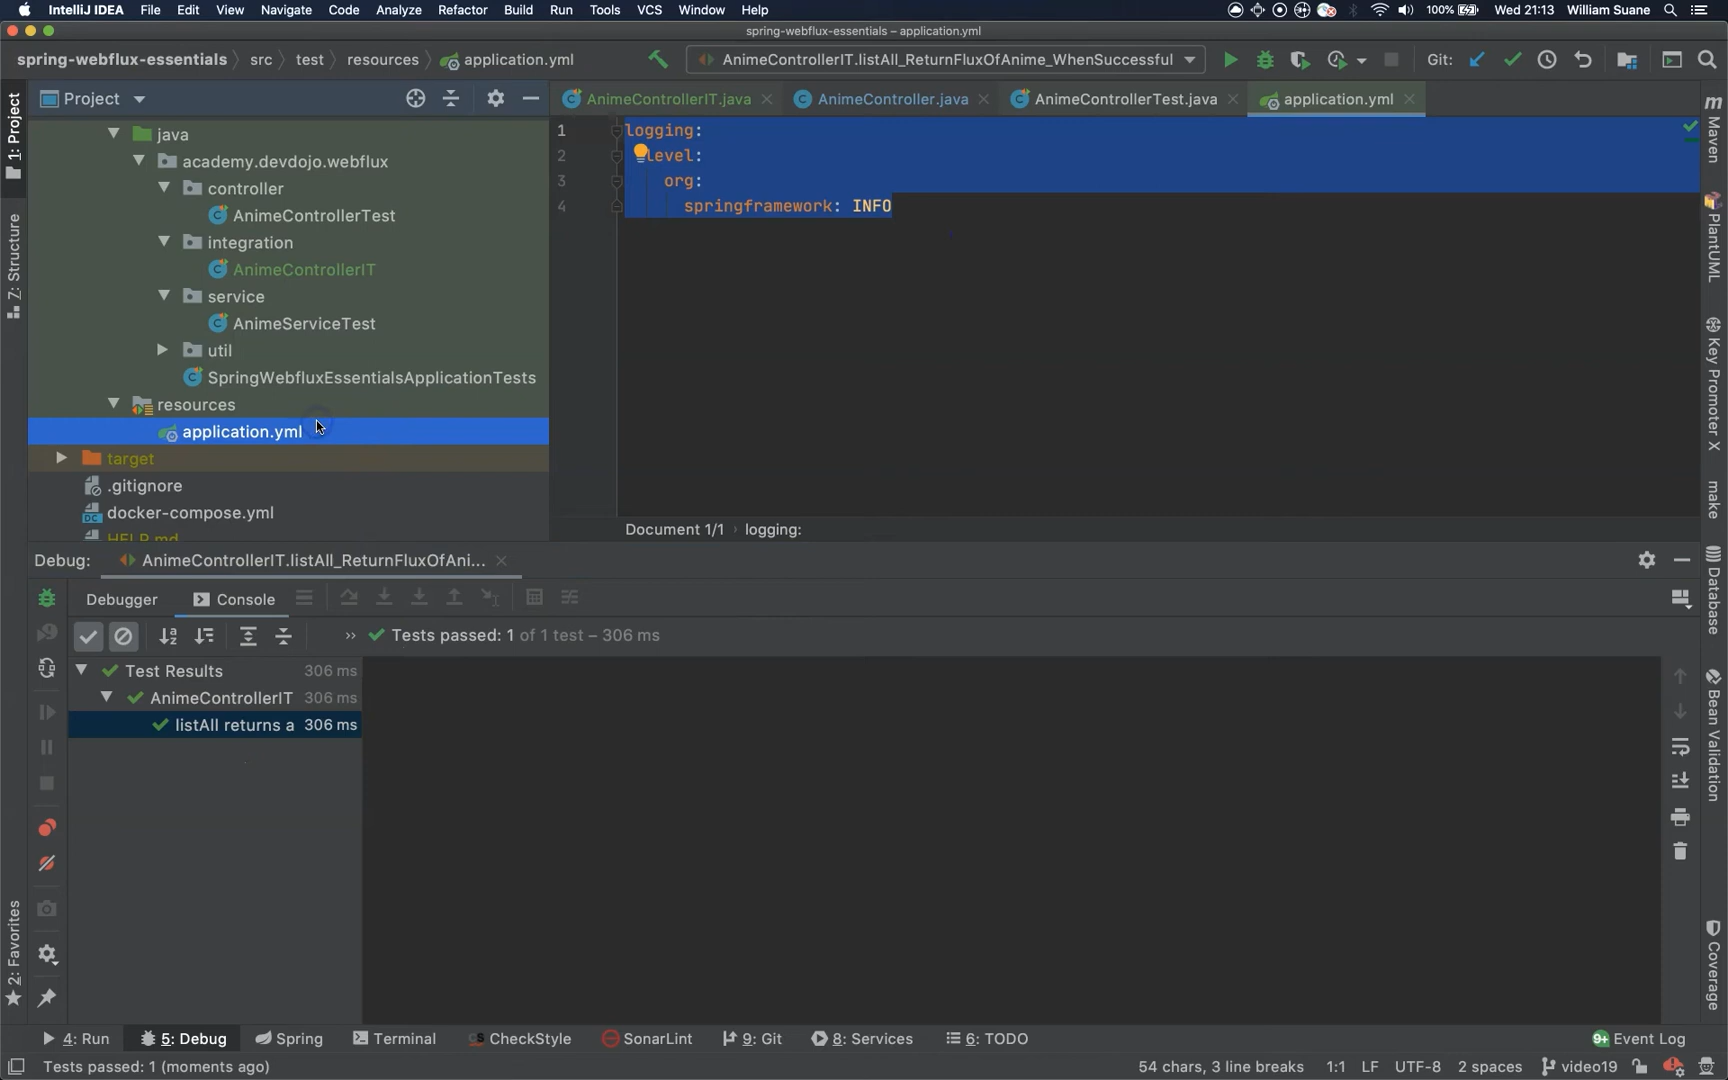 IntelliJ IDEA File Edit View Navigate Code Analyze Refactor Build Run Tools VCS Window Help 100% Wed 21:13 William Suane
spring-webflux-essentials – application.yml
spring-webflux-essentials src test resources application.yml AnimeControllerIT.listAll_ReturnFluxOfAnime_WhenSuccessful Git:
Project AnimeControllerIT.java AnimeController.java AnimeControllerTest.java application.yml
1: Project
Z: Structure
2: Favorites
java
academy.devdojo.webflux
controller
AnimeControllerTest
integration
AnimeControllerIT
service
AnimeServiceTest
util
SpringWebfluxEssentialsApplicationTests
resources
application.yml
target
.gitignore
docker-compose.yml
HELP.md
1 logging:
2 level:
3 org:
4 springframework: INFO
Document 1/1 logging:
m Maven
PlantUML
Key Promoter X
make
Database
Bean Validation
Coverage
Debug: AnimeControllerIT.listAll_ReturnFluxOfAni...
Debugger Console
» Tests passed: 1 of 1 test – 306 ms
Test Results 306 ms
AnimeControllerIT 306 ms
listAll returns a 306 ms
4: Run 5: Debug Spring Terminal CheckStyle SonarLint 9: Git 8: Services 6: TODO 9+ Event Log
Tests passed: 1 (moments ago) 54 chars, 3 line breaks 1:1 LF UTF-8 2 spaces video19